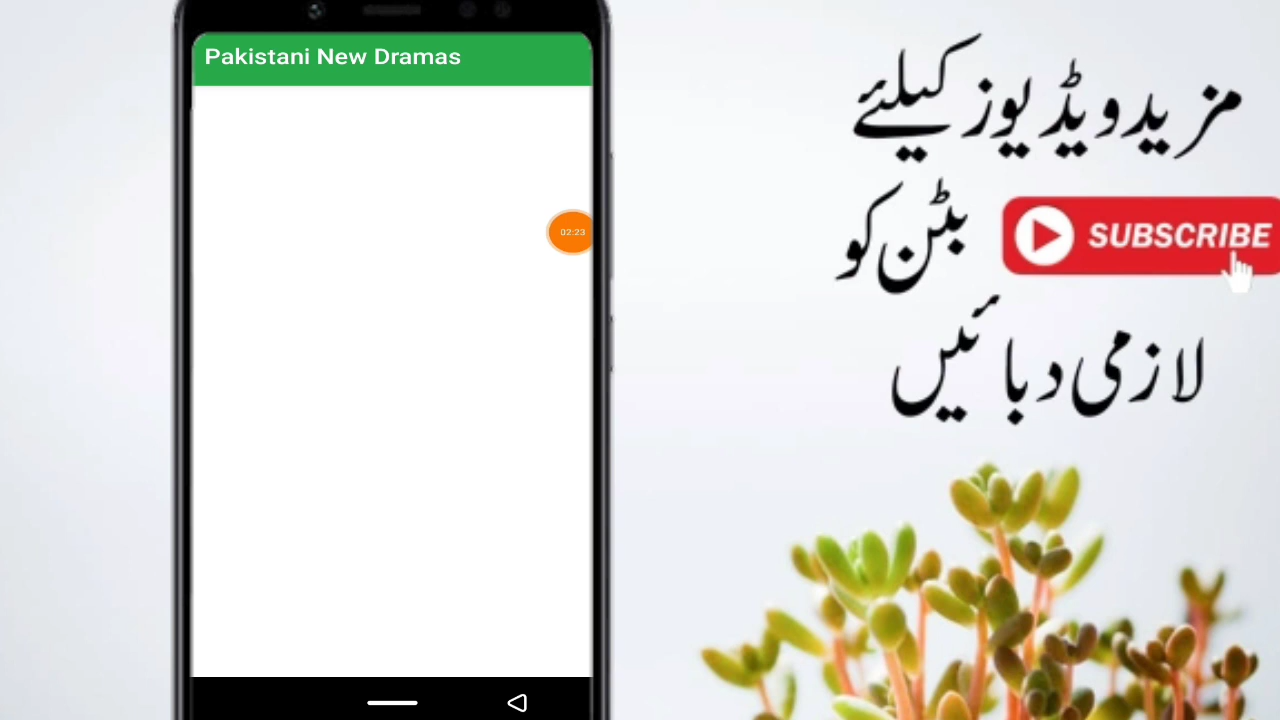 Pakistani New Dramas
02:23
مزید ویڈیوز کیلئے
SUBSCRIBE بٹن کو
لازمی دبائیں